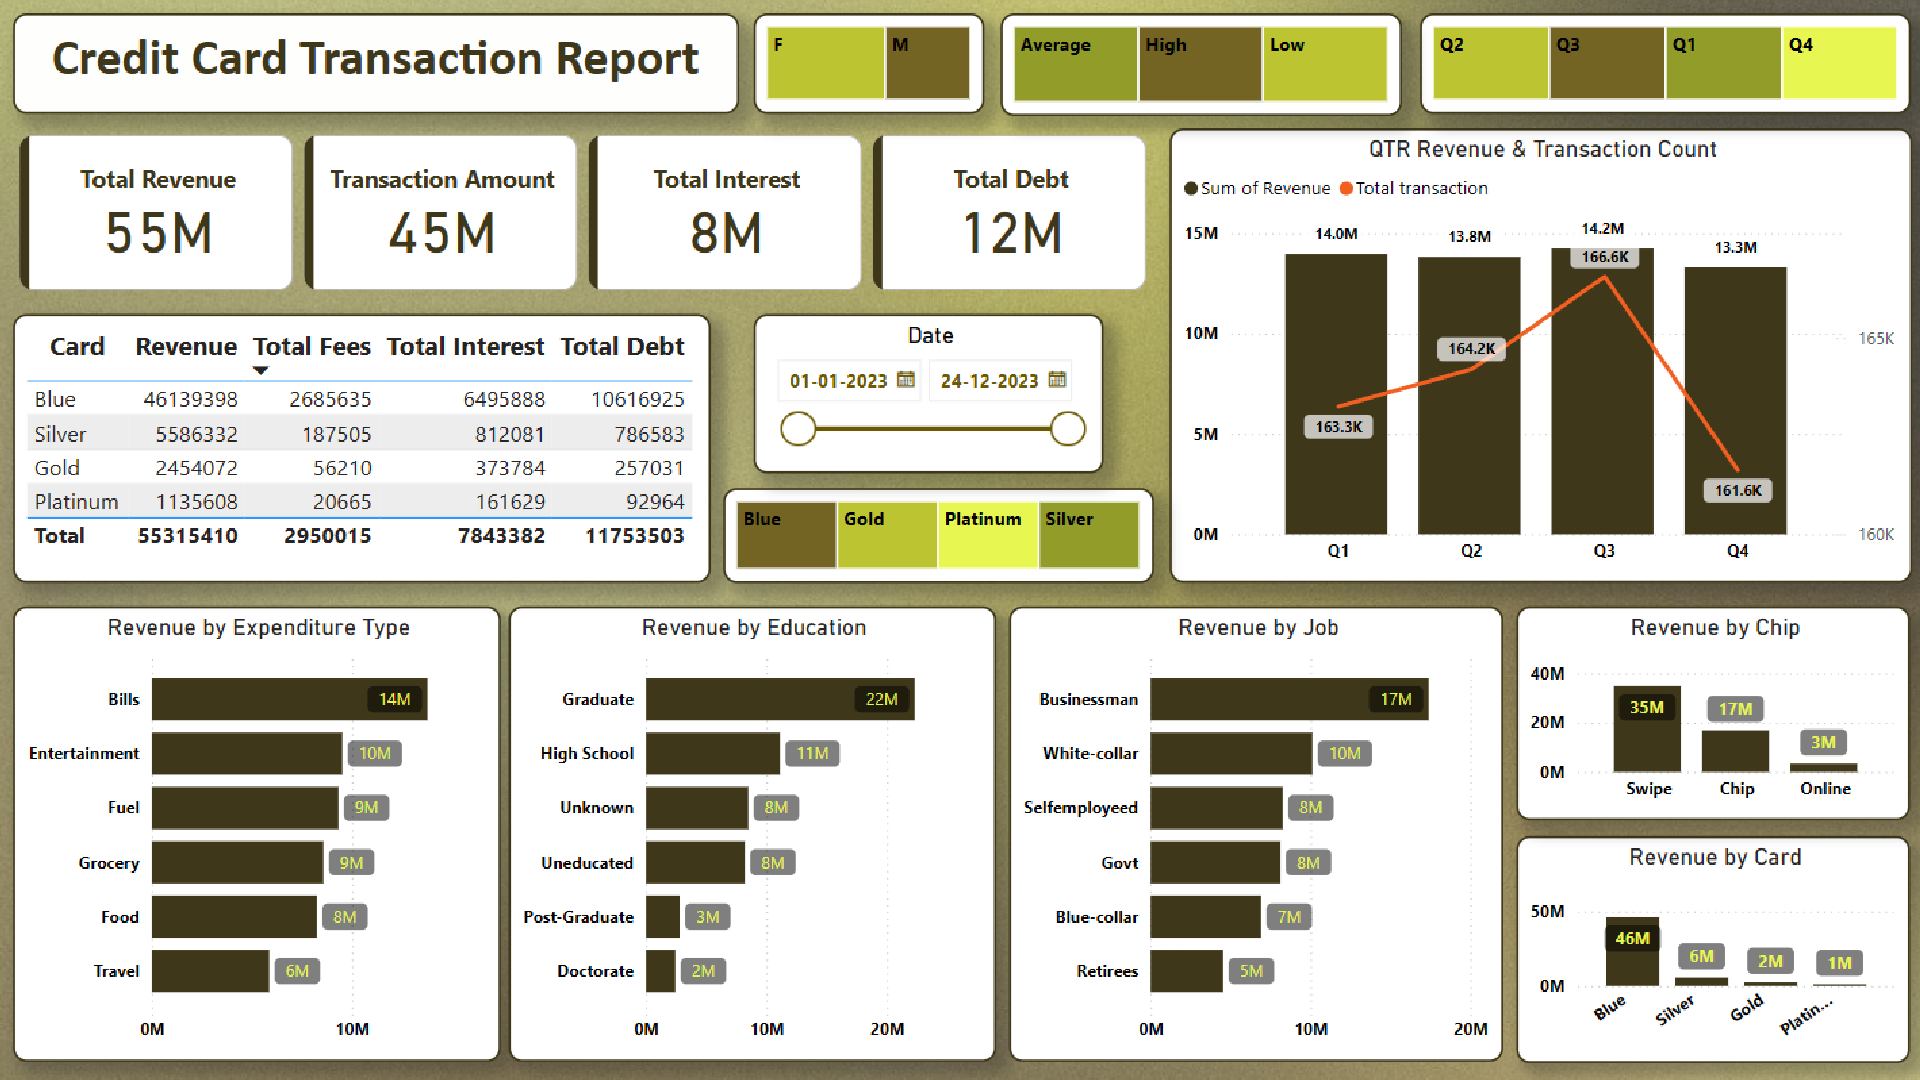 Credit Card Transaction Report
F M
Average High Low
Q2 Q3 Q1 Q4
Total Revenue
55M
Transaction Amount
45M
Total Interest
8M
Total Debt
12M
QTR Revenue & Transaction Count
Sum of Revenue Total transaction
15M
10M
5M
0M
14.0M 13.8M 14.2M 13.3M
163.3K 164.2K 166.6K 161.6K
165K
160K
Q1 Q2 Q3 Q4
Card Revenue Total Fees Total Interest Total Debt
Blue 46139398 2685635 6495888 10616925
Silver 5586332 187505 812081 786583
Gold 2454072 56210 373784 257031
Platinum 1135608 20665 161629 92964
Total 55315410 2950015 7843382 11753503
Date
01-01-2023 24-12-2023
Blue Gold Platinum Silver
Revenue by Expenditure Type
Bills 14M
Entertainment 10M
Fuel 9M
Grocery 9M
Food 8M
Travel 6M
0M 10M
Revenue by Education
Graduate 22M
High School 11M
Unknown 8M
Uneducated 8M
Post-Graduate 3M
Doctorate 2M
0M 10M 20M
Revenue by Job
Businessman 17M
White-collar 10M
Selfemployeed 8M
Govt 8M
Blue-collar 7M
Retirees 5M
0M 10M 20M
Revenue by Chip
40M
20M
0M
35M 17M 3M
Swipe Chip Online
Revenue by Card
50M
0M
46M 6M 2M 1M
Blue Silver Gold Platin...